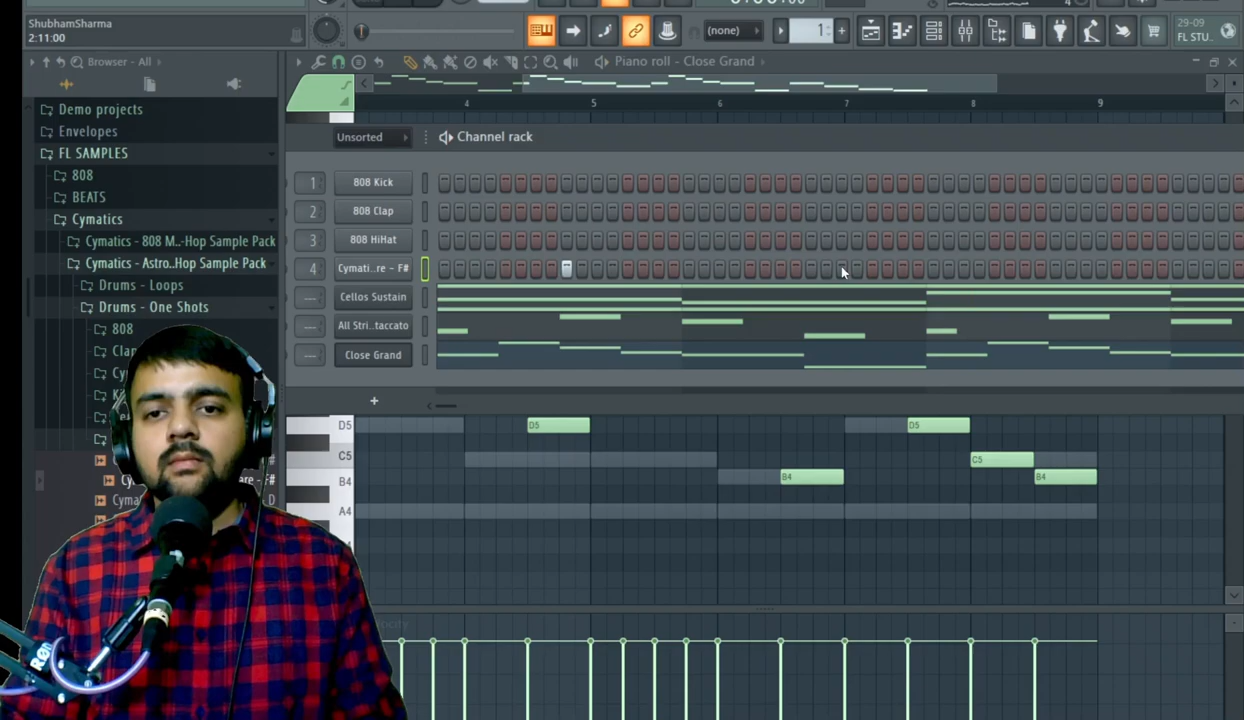 ShubhamSharma
2:11:00
(none)
1
29-09
FL STU..
Browser - All
Piano roll - Close Grand
4 5 6 7 8 9
Demo projects
Envelopes
FL SAMPLES
808
BEATS
Cymatics
Cymatics - 808 M..-Hop Sample Pack
Cymatics - Astro..Hop Sample Pack
Drums - Loops
Drums - One Shots
808
Unsorted
Channel rack
1 808 Kick
2 808 Clap
3 808 HiHat
4 Cymati..re - F#
--- Cellos Sustain
--- All Stri..taccato
--- Close Grand
+
D5
C5
B4
A4
D5
D5
C5
B4
B4